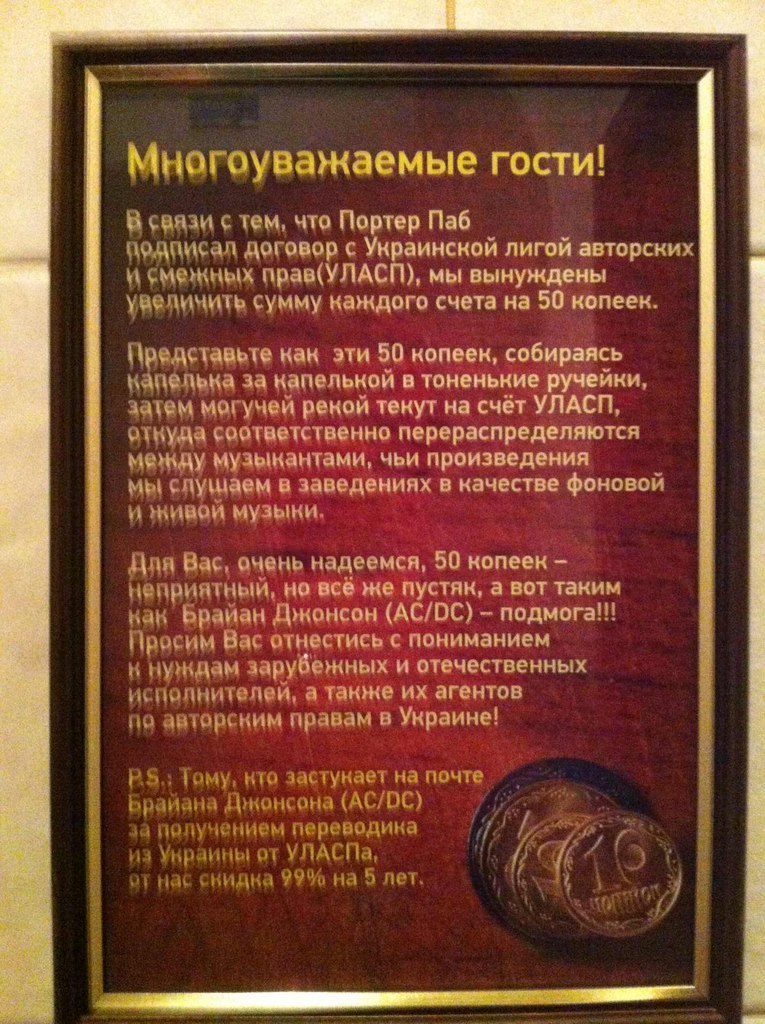 Многоуважаемые гости!
В связи с тем, что Портер Паб
подписал договор с Украинской лигой авторских
и смежных прав(УЛАСП), мы вынуждены
увеличить сумму каждого счета на 50 копеек.
Представьте как эти 50 копеек, собираясь
капелька за капелькой в тоненькие ручейки,
затем могучей рекой текут на счёт УЛАСП,
откуда соответственно перераспределяются
между музыкантами, чьи произведения
мы слушаем в заведениях в качестве фоновой
и живой музыки.
Для Вас, очень надеемся, 50 копеек –
неприятный, но всё же пустяк, а вот таким
как Брайан Джонсон (AC/DC) – подмога!!!
Просим Вас отнестись с пониманием
к нуждам зарубежных и отечественных
исполнителей, а также их агентов
по авторским правам в Украине!
P.S.: Тому, кто застукает на почте
Брайана Джонсона (AC/DC)
за получением переводика
из Украины от УЛАСПа,
от нас скидка 99% на 5 лет.
10